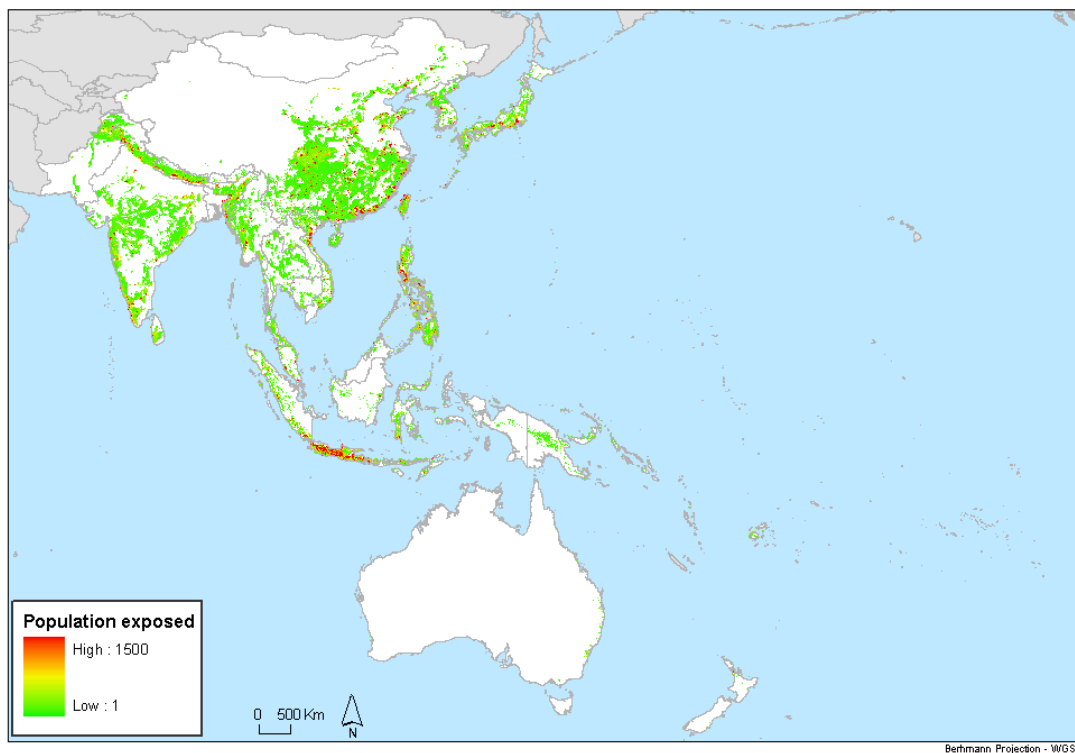 Population exposed
High : 1500
Low : 1
0 500 Km
N
Berhmann Projection - WGS